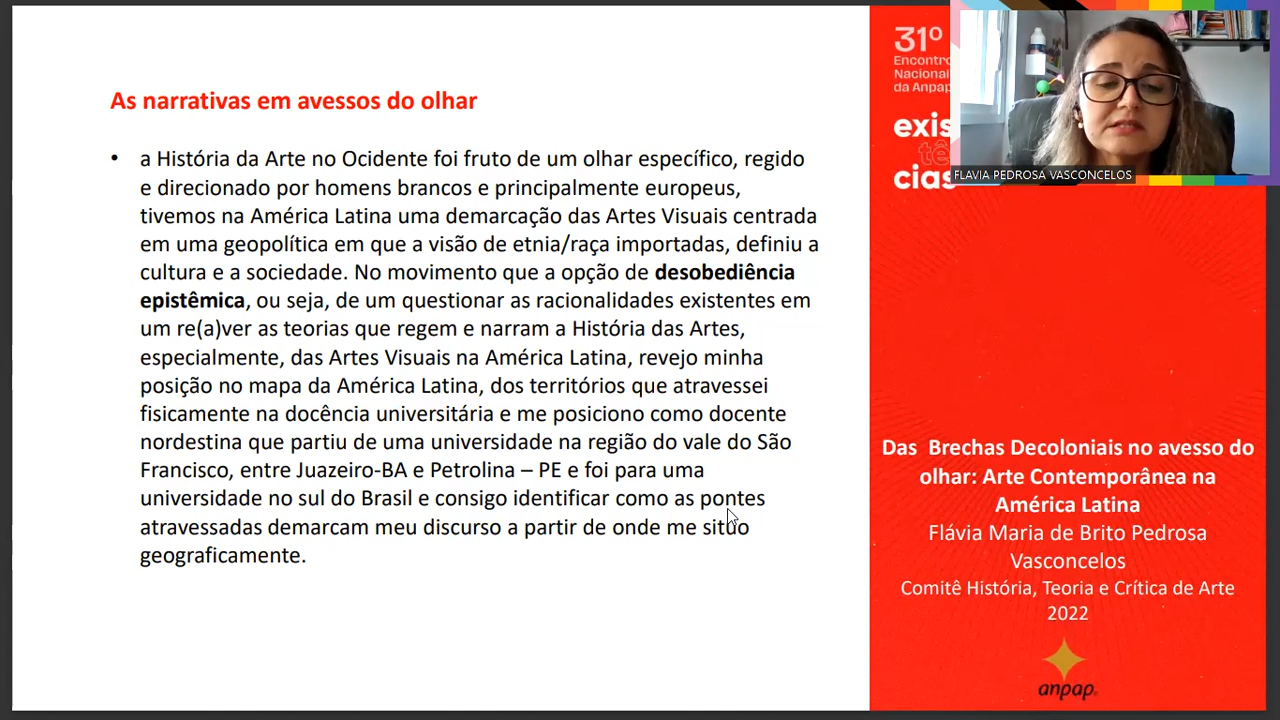 As narrativas em avessos do olhar
• a História da Arte no Ocidente foi fruto de um olhar específico, regido
e direcionado por homens brancos e principalmente europeus,
tivemos na América Latina uma demarcação das Artes Visuais centrada
em uma geopolítica em que a visão de etnia/raça importadas, definiu a
cultura e a sociedade. No movimento que a opção de desobediência
epistêmica, ou seja, de um questionar as racionalidades existentes em
um re(a)ver as teorias que regem e narram a História das Artes,
especialmente, das Artes Visuais na América Latina, revejo minha
posição no mapa da América Latina, dos territórios que atravessei
fisicamente na docência universitária e me posiciono como docente
nordestina que partiu de uma universidade na região do vale do São
Francisco, entre Juazeiro-BA e Petrolina – PE e foi para uma
universidade no sul do Brasil e consigo identificar como as pontes
atravessadas demarcam meu discurso a partir de onde me situo
geograficamente.
31º
Encontro
Nacional
da Anpap
exis
tê
cias
FLAVIA PEDROSA VASCONCELOS
Das Brechas Decoloniais no avesso do
olhar: Arte Contemporânea na
América Latina
Flávia Maria de Brito Pedrosa
Vasconcelos
Comitê História, Teoria e Crítica de Arte
2022
anpap